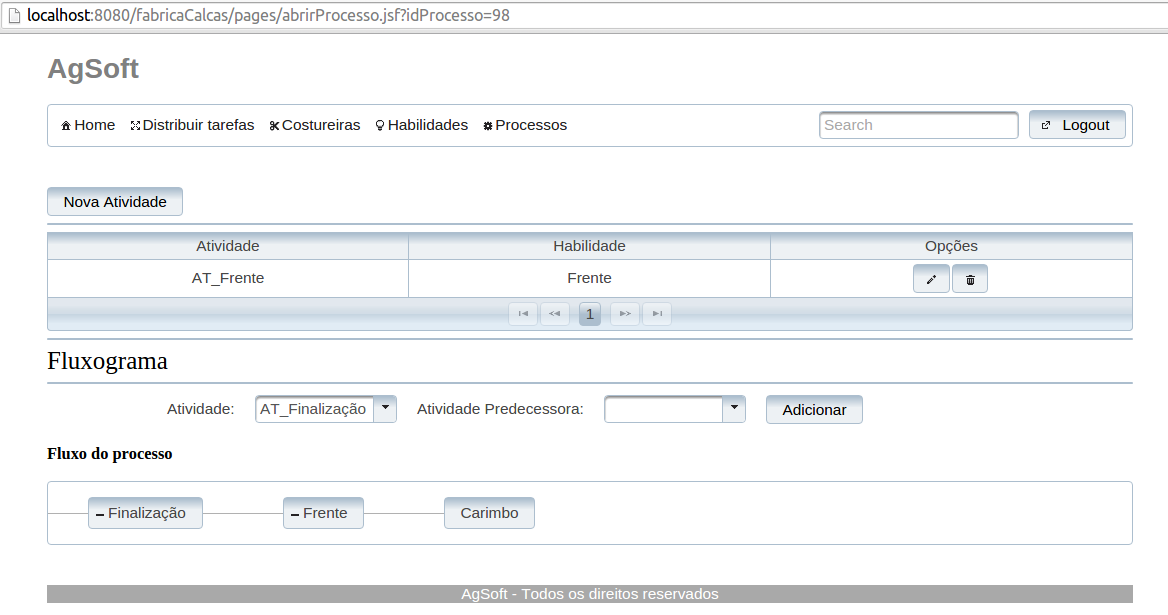 localhost:8080/fabricaCalcas/pages/abrirProcesso.jsf?idProcesso=98
AgSoft
Home Distribuir tarefas Costureiras Habilidades Processos Search Logout
Nova Atividade
Atividade Habilidade Opções
AT_Frente Frente
1
Fluxograma
Atividade: AT_Finalização Atividade Predecessora: Adicionar
Fluxo do processo
Finalização Frente Carimbo
AgSoft - Todos os direitos reservados